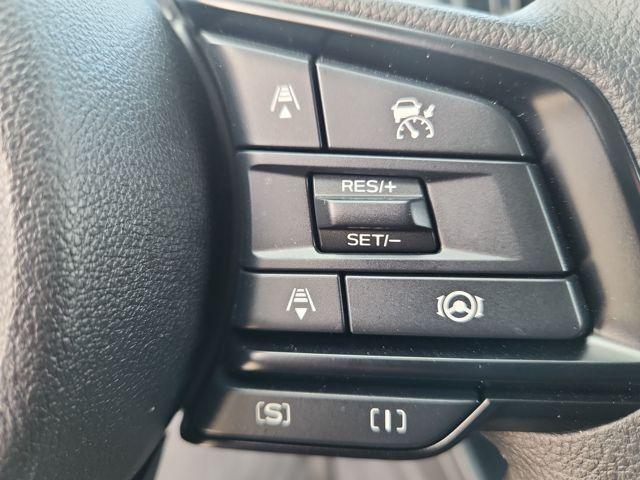 RES/+
SET/-
[S] [I]